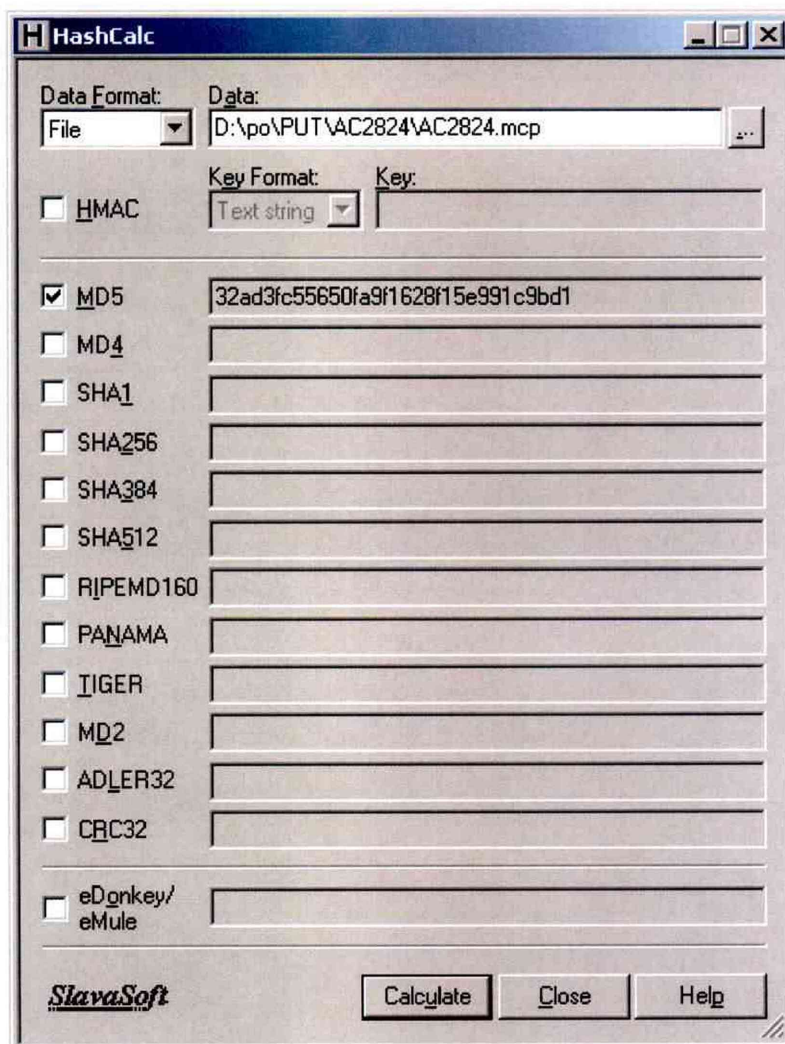 H HashCalc
Data Format: Data:
File D:\po\PUT\AC2824\AC2824.mcp ...
Key Format: Key:
HMAC Text string
MD5 32ad3fc55650fa9f1628f15e991c9bd1
MD4
SHA1
SHA256
SHA384
SHA512
RIPEMD160
PANAMA
TIGER
MD2
ADLER32
CRC32
eDonkey/
eMule
SlavaSoft Calculate Close Help